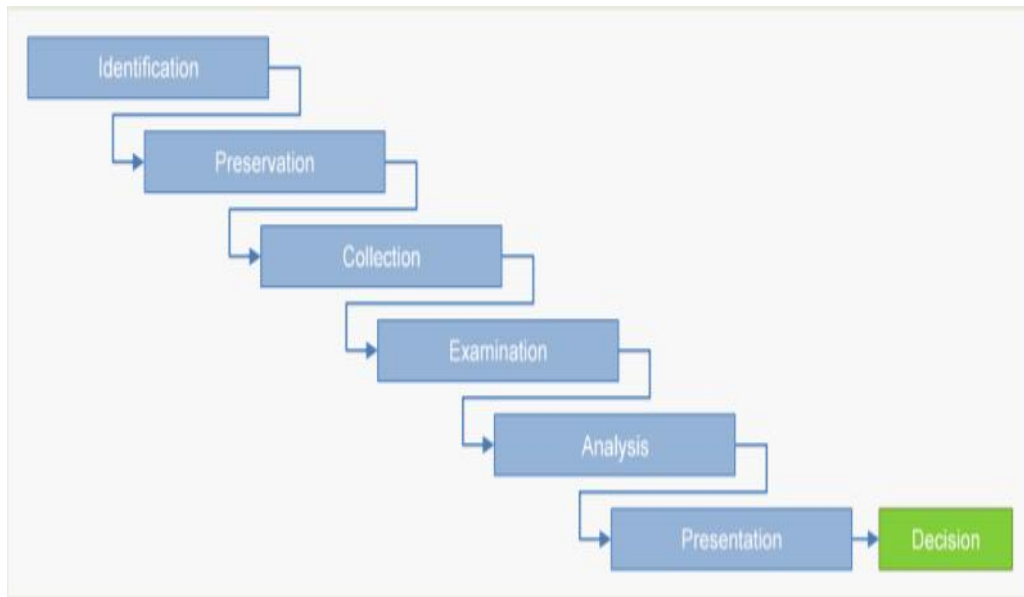 Identification
Preservation
Collection
Examination
Analysis
Presentation
Decision